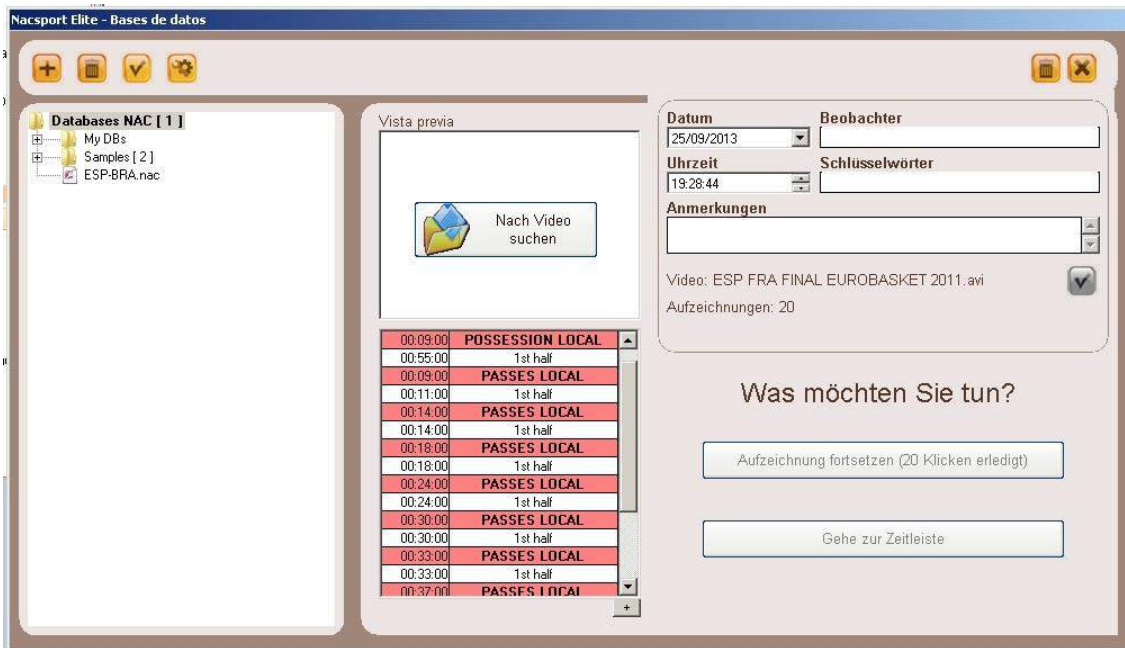 Nacsport Elite - Bases de datos
Databases NAC [ 1 ]
My DBs
Samples [ 2 ]
ESP-BRA.nac
Vista previa
Nach Video
suchen
00:09:00 POSSESSION LOCAL
00:55:00 1st half
00:09:00 PASSES LOCAL
00:11:00 1st half
00:14:00 PASSES LOCAL
00:14:00 1st half
00:18:00 PASSES LOCAL
00:18:00 1st half
00:24:00 PASSES LOCAL
00:24:00 1st half
00:30:00 PASSES LOCAL
00:30:00 1st half
00:33:00 PASSES LOCAL
00:33:00 1st half
00:37:00 PASSES LOCAL
+
Datum Beobachter
25/09/2013
Uhrzeit Schlüsselwörter
19:28:44
Anmerkungen
Video: ESP FRA FINAL EUROBASKET 2011.avi
Aufzeichnungen: 20
Was möchten Sie tun?
Aufzeichnung fortsetzen (20 Klicken erledigt)
Gehe zur Zeitleiste